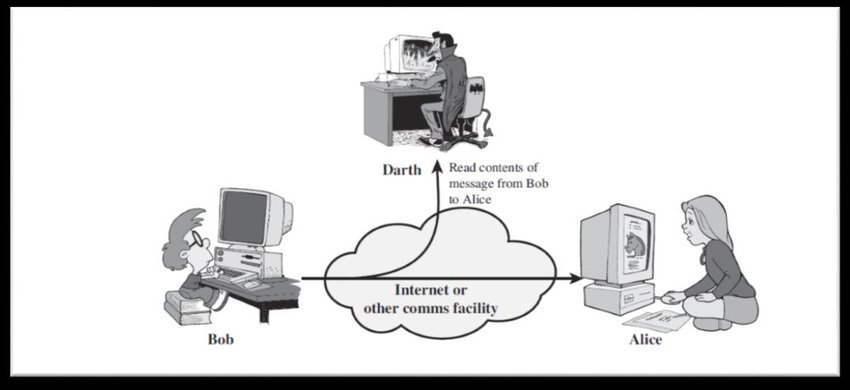 Darth
Read contents of
message from Bob
to Alice
Internet or
other comms facility
Bob
Alice